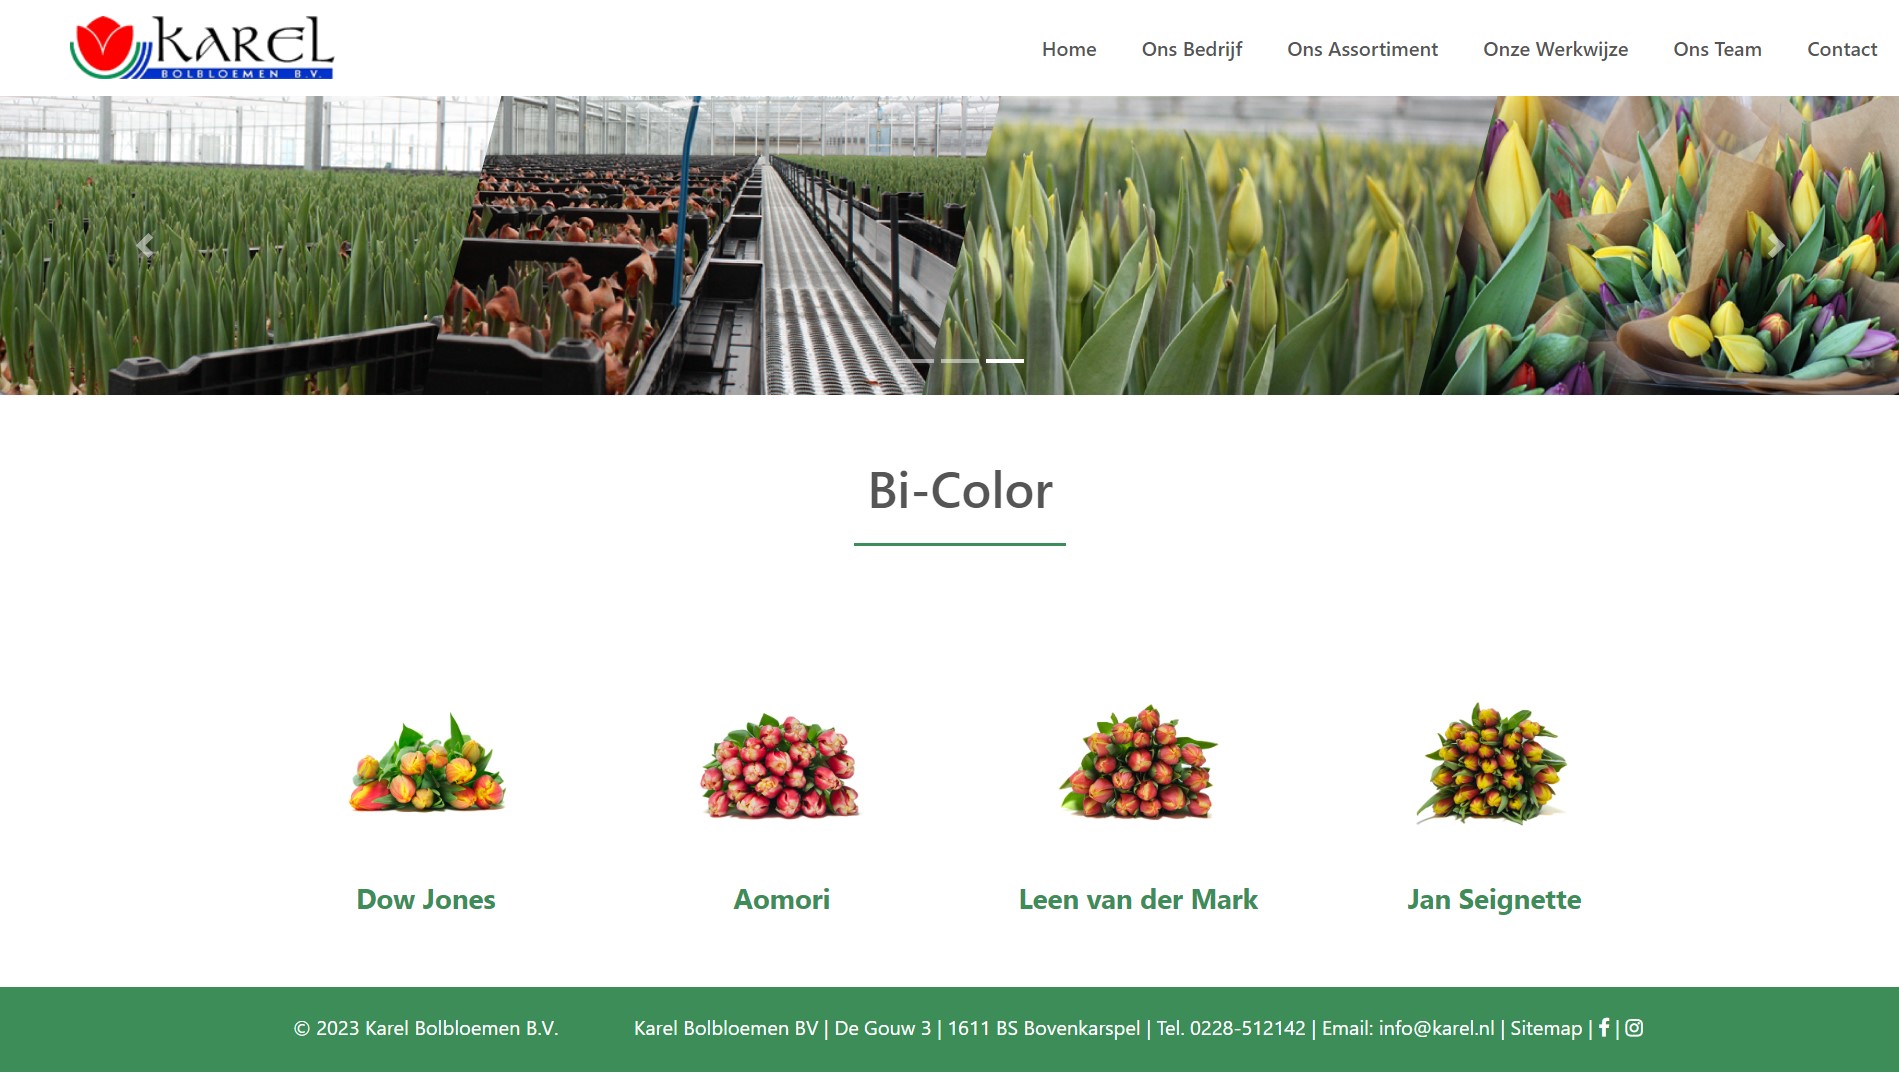 KAREL
BOLBLOEMEN B.V.
Home Ons Bedrijf Ons Assortiment Onze Werkwijze Ons Team Contact
Bi-Color
Dow Jones Aomori Leen van der Mark Jan Seignette
© 2023 Karel Bolbloemen B.V. Karel Bolbloemen BV | De Gouw 3 | 1611 BS Bovenkarspel | Tel. 0228-512142 | Email: info@karel.nl | Sitemap | |